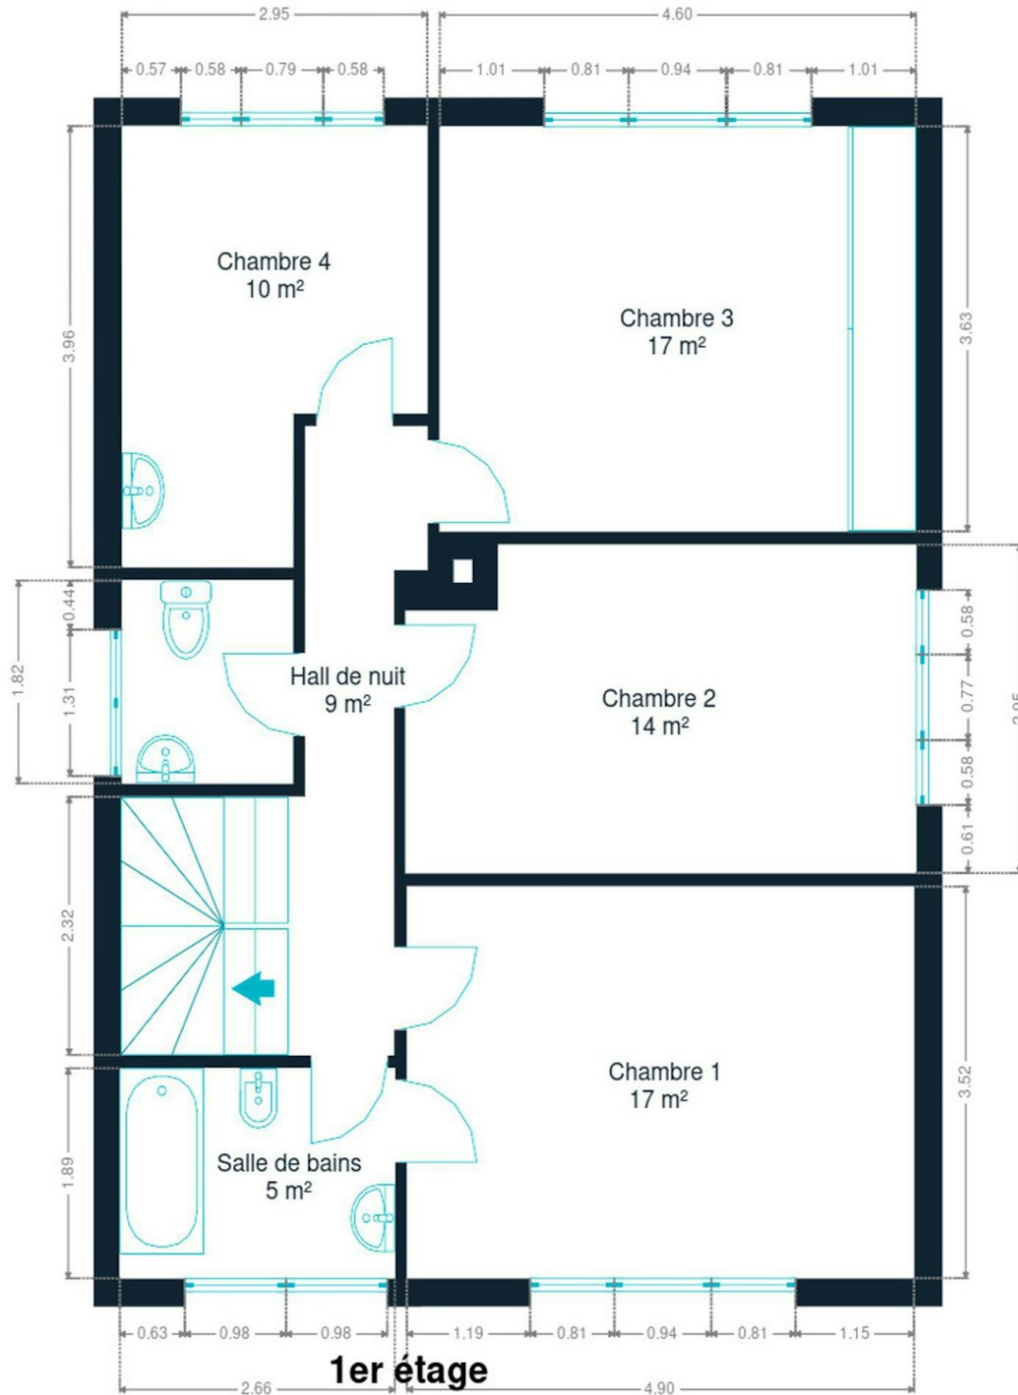 2.95
4.60
0.57 0.58 0.79 0.58
1.01 0.81 0.94 0.81 1.01
Chambre 4
10 m²
Chambre 3
17 m²
3.96
3.63
0.44
1.82
1.31
Hall de nuit
9 m²
Chambre 2
14 m²
0.58
0.77
0.58
0.61
2.95
2.32
Chambre 1
17 m²
3.52
Salle de bains
5 m²
1.89
0.63 0.98 0.98
1.19 0.81 0.94 0.81 1.15
1er étage
2.66
4.90